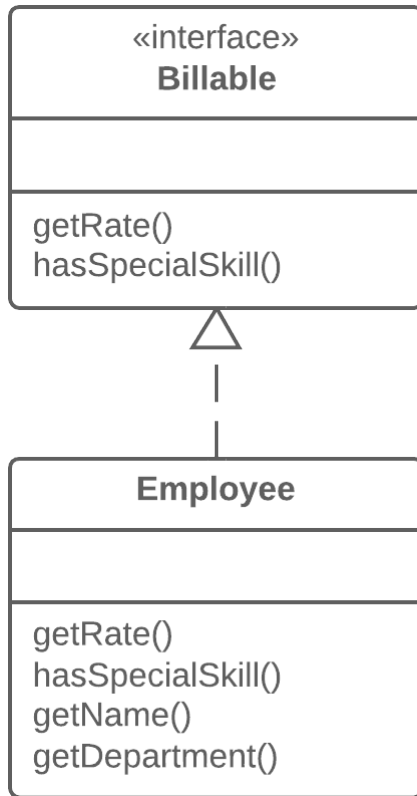 «interface»
Billable
getRate()
hasSpecialSkill()
Employee
getRate()
hasSpecialSkill()
getName()
getDepartment()